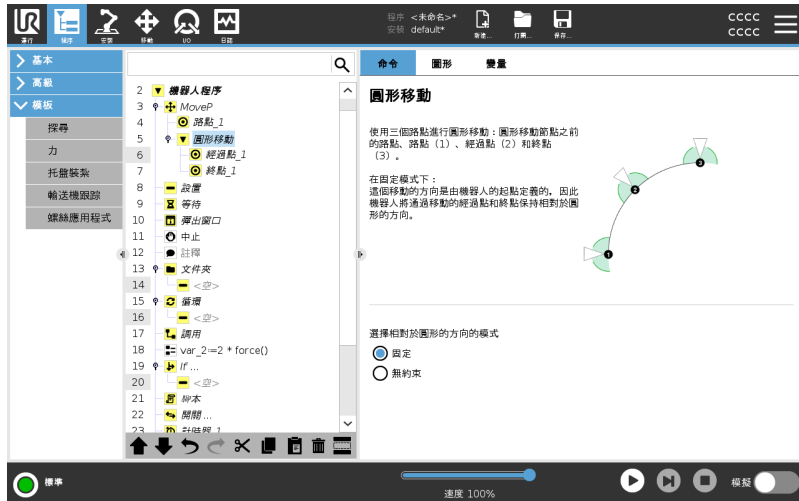 UR
運行
程序
安裝
移動
I/O
日誌
程序 <未命名>*
安裝 default*
新建...
打開...
保存...
cccc
cccc
基本
高級
模板
探尋
力
托盤裝紮
輸送機跟踪
螺絲應用程式
2 機器人程序
3 MoveP
4 路點_1
5 圓形移動
6 經過點_1
7 終點_1
8 設置
9 等待
10 彈出窗口
11 中止
12 註釋
13 文件夾
14 <空>
15 循環
16 <空>
17 調用
18 var_2≔2 * force()
19 If ...
20 <空>
21 腳本
22 開關 ...
23 計時器_1
命令
圖形
變量
圓形移動
使用三個路點進行圓形移動：圓形移動節點之前
的路點、路點（1）、經過點（2）和終點
（3）。
在固定模式下：
這個移動的方向是由機器人的起點定義的，因此
機器人將通過移動的經過點和終點保持相對於圓
形的方向。
1
2
3
選擇相對於圓形的方向的模式
固定
無約束
標準
速度 100%
模擬